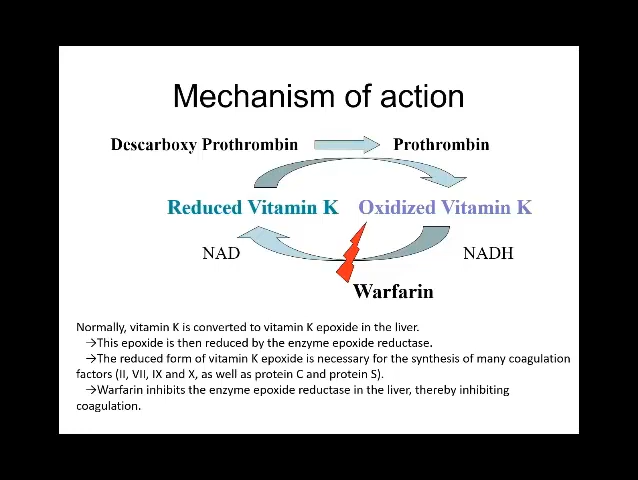 Mechanism of action
Descarboxy Prothrombin Prothrombin
Reduced Vitamin K Oxidized Vitamin K
NAD NADH
Warfarin
Normally, vitamin K is converted to vitamin K epoxide in the liver.
→This epoxide is then reduced by the enzyme epoxide reductase.
→The reduced form of vitamin K epoxide is necessary for the synthesis of many coagulation
factors (II, VII, IX and X, as well as protein C and protein S).
→Warfarin inhibits the enzyme epoxide reductase in the liver, thereby inhibiting
coagulation.